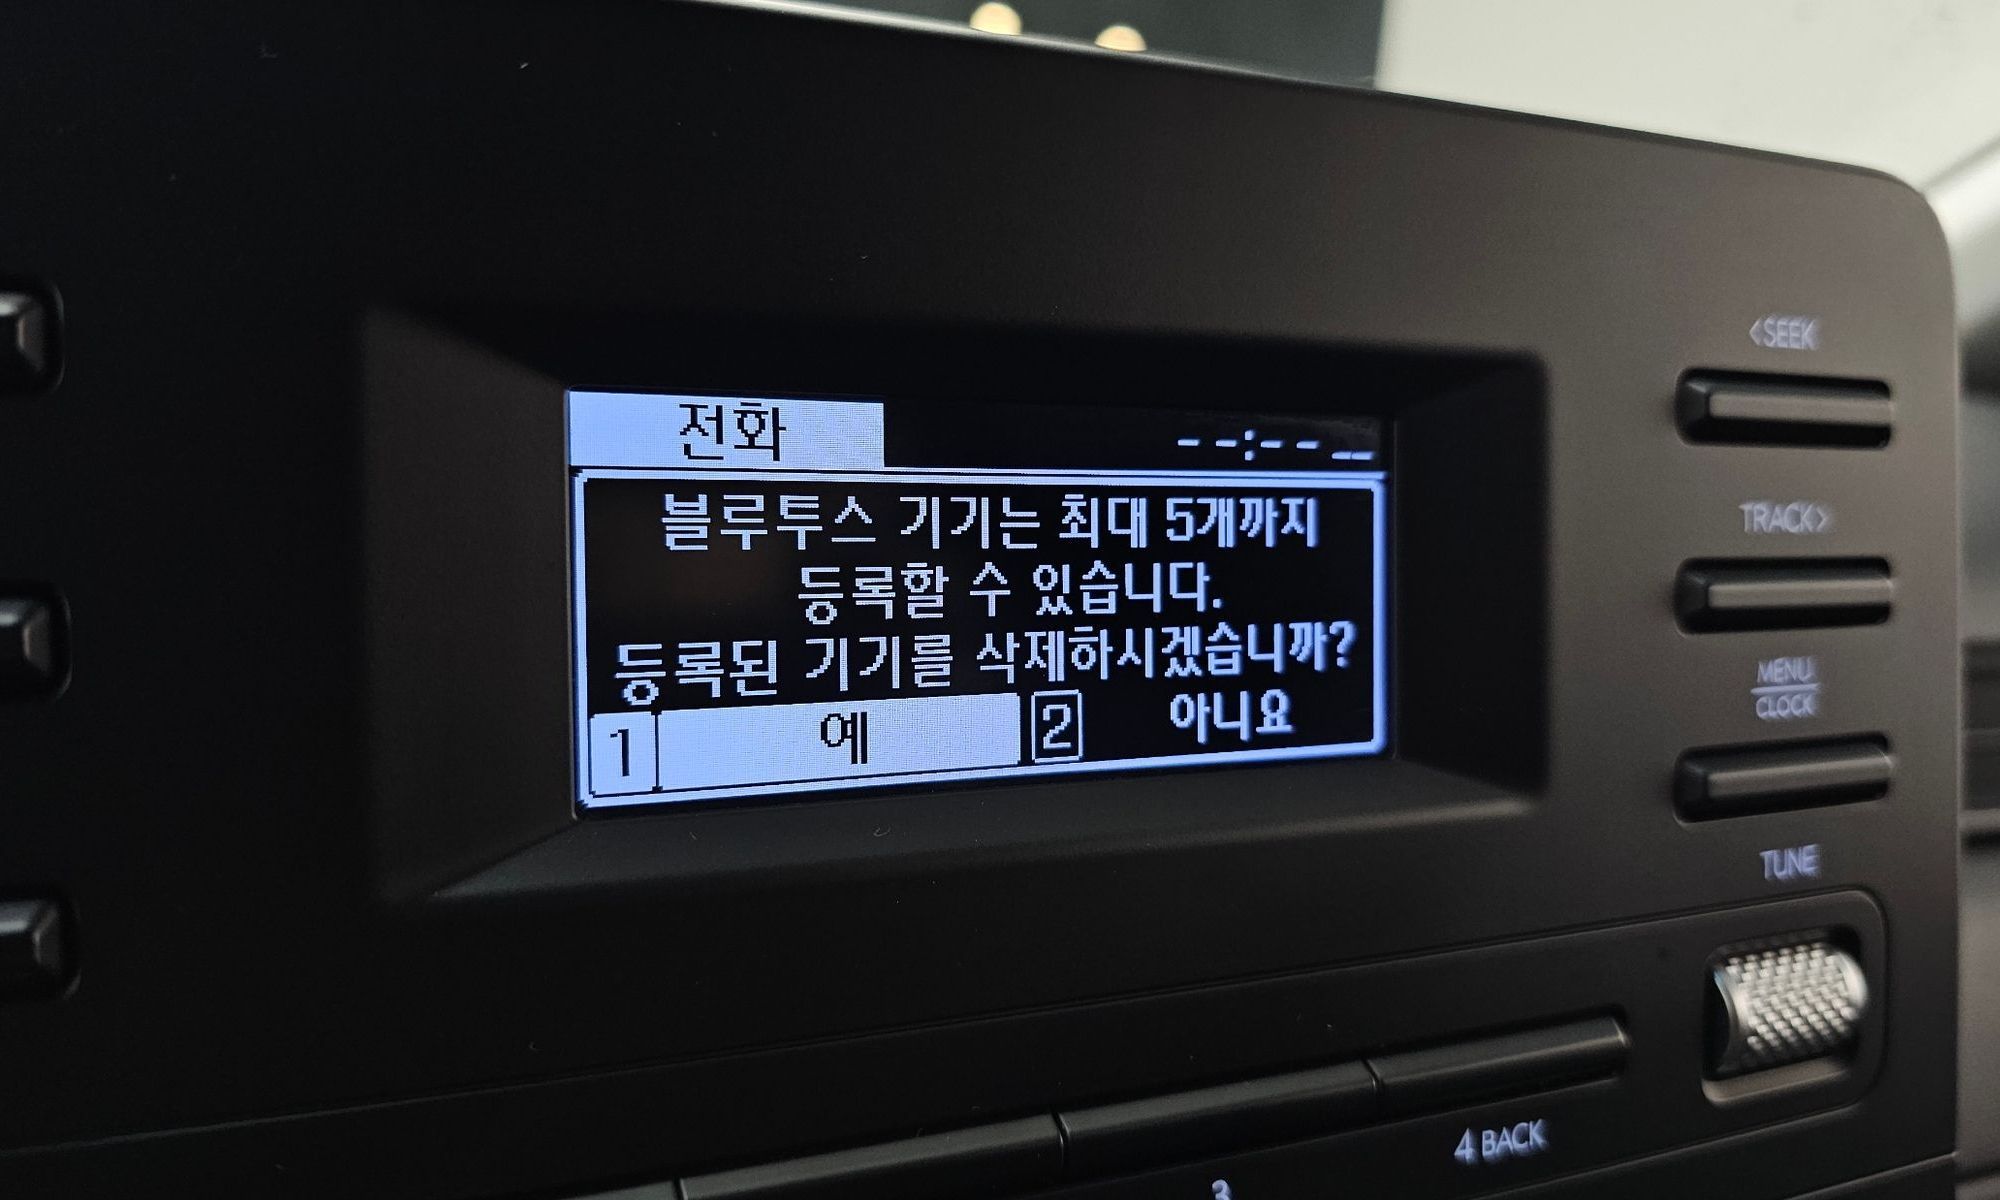 전화 --:-- __
블루투스 기기는 최대 5개까지
등록할 수 있습니다.
등록된 기기를 삭제하시겠습니까?
1 예 2 아니요
<SEEK
TRACK>
MENU
CLOCK
TUNE
4 BACK
3